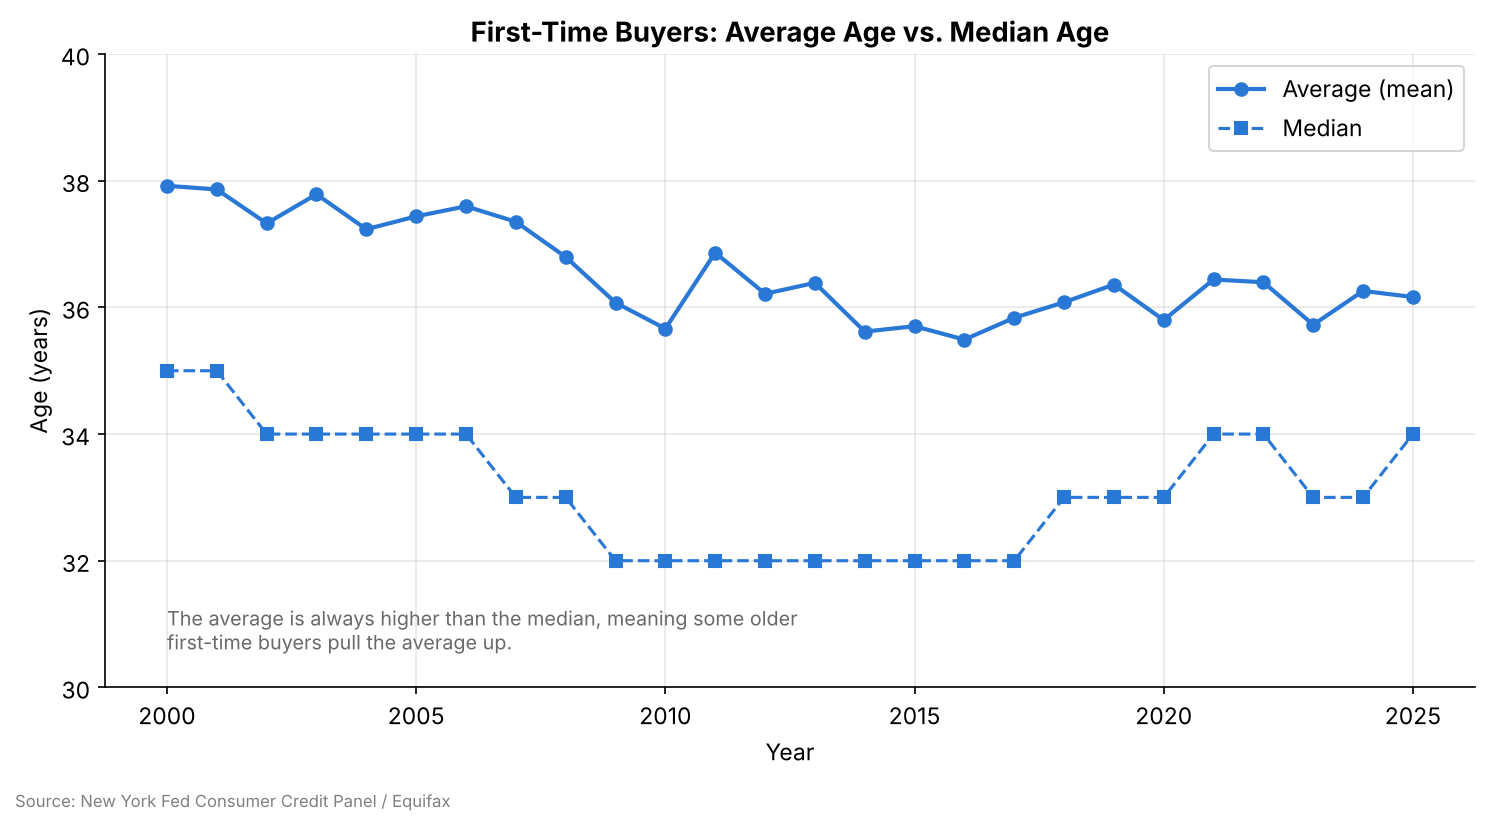 First-Time Buyers: Average Age vs. Median Age
40
38
36
34
32
30
Age (years)
Average (mean)
Median
The average is always higher than the median, meaning some older
first-time buyers pull the average up.
2000
2005
2010
2015
2020
2025
Year
Source: New York Fed Consumer Credit Panel / Equifax